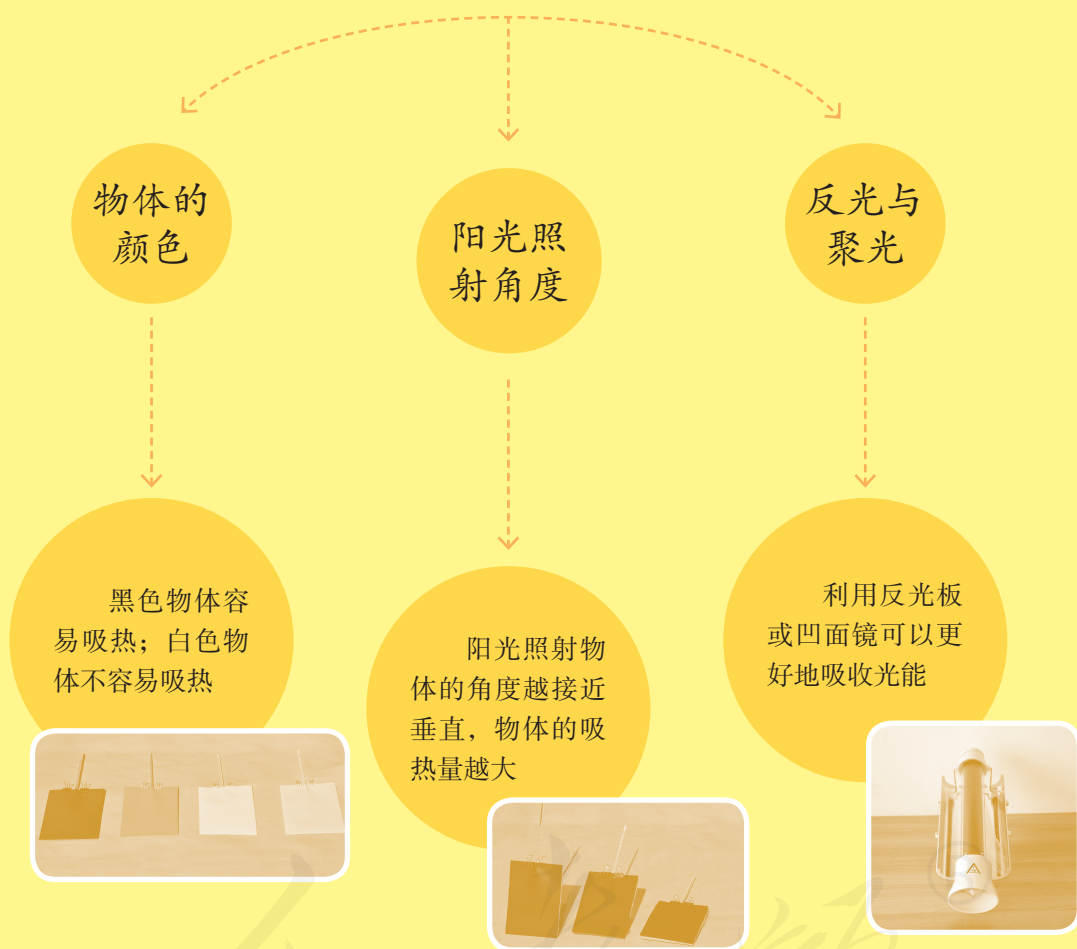 物体的
颜色
阳光照
射角度
反光与
聚光
黑色物体容
易吸热；白色物
体不容易吸热
阳光照射物
体的角度越接近
垂直，物体的吸
热量越大
利用反光板
或凹面镜可以更
好地吸收光能